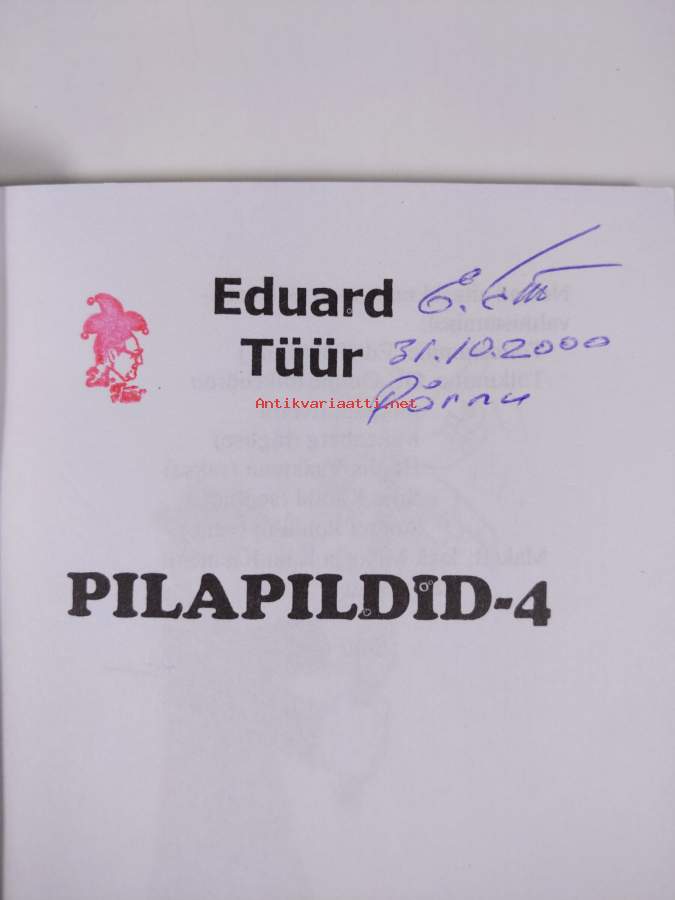 Eduard
Tüür
31.10.2000
Antikvariaatti.net
Pärnu
PILAPILDID-4